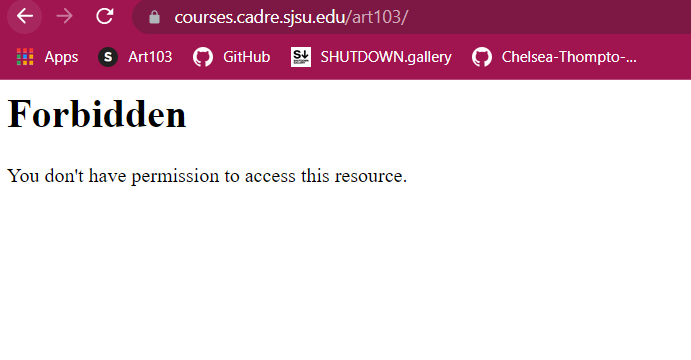 courses.cadre.sjsu.edu/art103/
Apps S Art103 GitHub S SHUTDOWN.gallery Chelsea-Thompto-...
Forbidden
You don't have permission to access this resource.